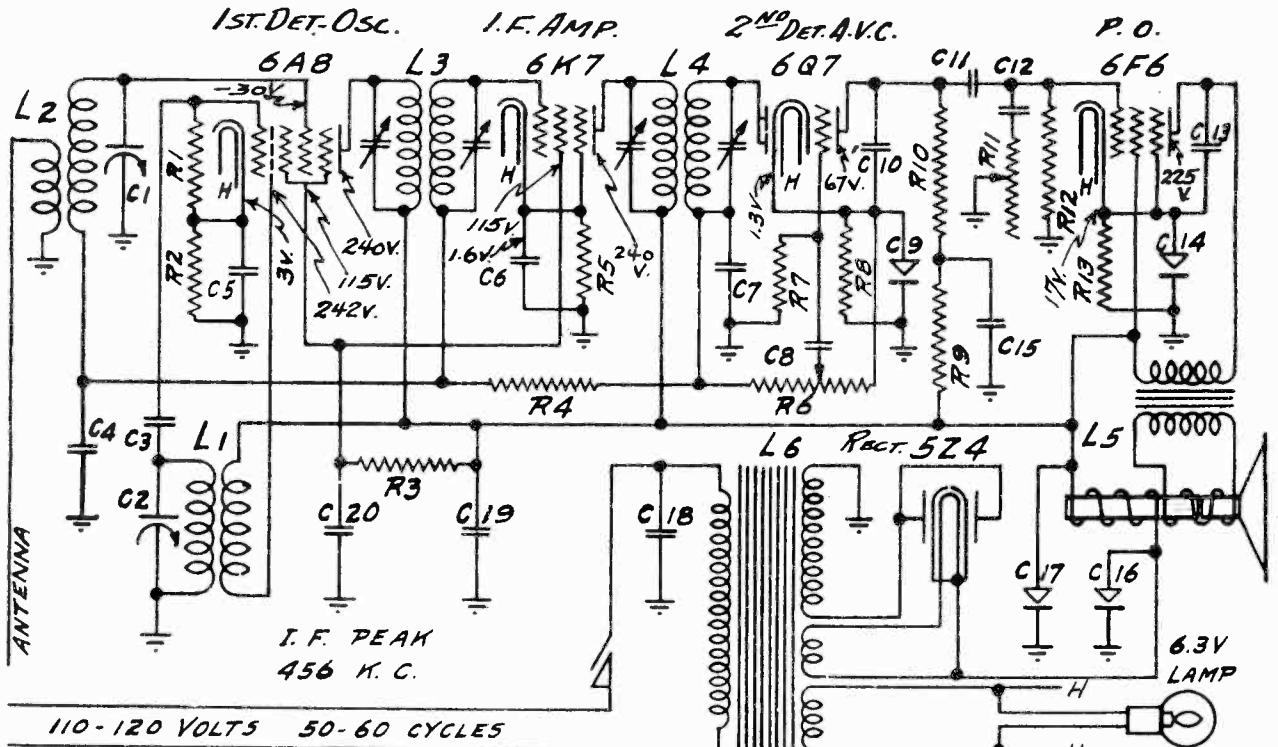 1ST. DET-OSC. I.F. AMP. 2ND DET. A.V.C. P.O.
6A8 L3 6K7 L4 6Q7 C11 C12 6F6
-30V.
L2
C1
R1
H
R2
C5
3V.
240V.
115V.
242V.
H
115V.
1.6V.
C6
R5
240 V.
C7
H
1.3V.
67V.
C10
R7
R8
C9
C8
R10
R11
R12
H
C13
225 V.
17V.
R13
C14
R9
C15
R4
R6
C4
C3
L1
C2
R3
C20
C19
C18
L6
RECT. 5Z4
L5
C17
C16
ANTENNA
I.F. PEAK
456 K.C.
6.3V
LAMP
H
110-120 VOLTS 50-60 CYCLES
H